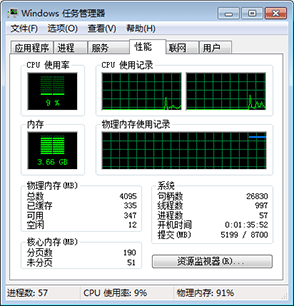 Windows 任务管理器
文件(F) 选项(O) 查看(V) 帮助(H)
应用程序 进程 服务 性能 联网 用户
CPU 使用率 CPU 使用记录
9 %
内存 物理内存使用记录
3.66 GB
物理内存(MB)
总数 4095
已缓存 335
可用 347
空闲 12
核心内存(MB)
分页数 190
未分页 51
系统
句柄数 26830
线程数 997
进程数 57
开机时间 0:01:35:52
提交(MB) 5199 / 8700
资源监视器(R)...
进程数: 57 CPU 使用率: 9% 物理内存: 91%